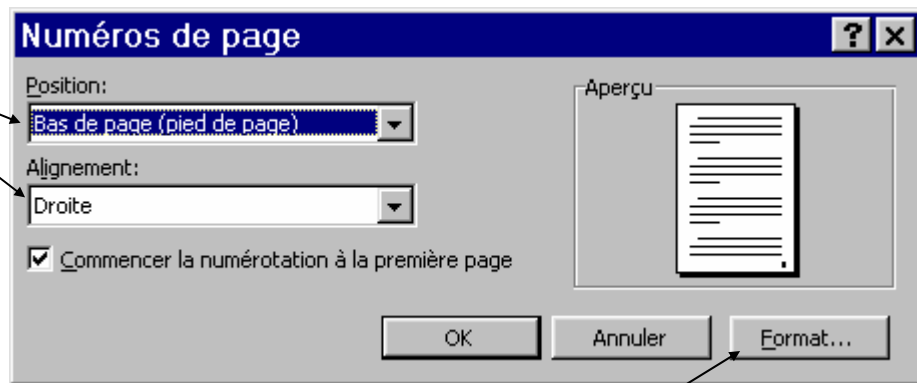 Numéros de page
Position:
Bas de page (pied de page)
Alignement:
Droite
Commencer la numérotation à la première page
Aperçu
OK
Annuler
Format...